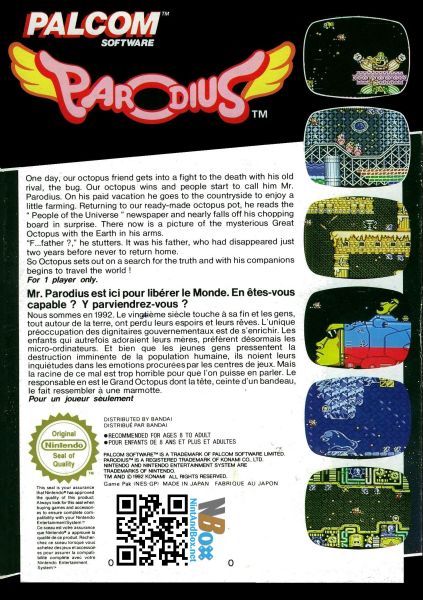 PALCOM™
SOFTWARE
PARODIUS™
One day, our octopus friend gets into a fight to the death with his old
rival, the bug. Our octopus wins and people start to call him Mr.
Parodius. On his paid vacation he goes to the countryside to enjoy a
little farming. Returning to our ready-made octopus pot, he reads the
“ People of the Universe ” newspaper and nearly falls off his chopping
board in surprise. There now is a picture of the mysterious Great
Octopus with the Earth in his arms.
“F...father ?,” he stutters. It was his father, who had disappeared just
two years before never to return home.
So Octopus sets out on a search for the truth and with his companions
begins to travel the world !
For 1 player only.
Mr. Parodius est ici pour libérer le Monde. En êtes-vous
capable ? Y parviendrez-vous ?
Nous sommes en 1992. Le vingtième siècle touche à sa fin et les gens,
tout autour de la terre, ont perdu leurs espoirs et leurs rêves. L'unique
préoccupation des dignitaires gouvernementaux est de s'enrichir. Les
enfants qui autrefois adoraient leurs mères, préfèrent désormais les
micro-ordinateurs. Et bien que les jeunes gens pressentent la
destruction imminente de la population humaine, ils noient leurs
inquiétudes dans les émotions procurées par les centres de jeux. Mais
la racine de ce mal est trop horrible pour que l'on puisse en parler. Le
responsable en est le Grand Octopus dont la tête, ceinte d'un bandeau,
le fait ressembler à une marmotte.
Pour un joueur seulement
Original
Nintendo
Seal of
Quality
TM
This is your assurance
that Nintendo® has approved
the quality of this product.
Always look for this seal when
buying games and accesso-
ries to ensure complete com-
patibility with your Nintendo
Entertainment System™.
Ce sceau est votre assurance
que Nintendo® a approuvé la
qualité de ce produit. Recher-
chez ce sceau lorsque vous
achetez des jeux et accessoi-
res pour assurer la compati-
bilité complète avec votre
Nintendo Entertainment
System™.
DISTRIBUTED BY BANDAI
DISTRIBUÉ PAR BANDAI
●RECOMMENDED FOR AGES 8 TO ADULT
●POUR ENFANTS DE 8 ANS ET PLUS ET ADULTES
PALCOM SOFTWARE™ IS A TRADEMARK OF PALCOM SOFTWARE LIMITED.
PARODIUS™ IS A REGISTERED TRADEMARK OF KONAMI CO. LTD.
NINTENDO AND NINTENDO ENTERTAINMENT SYSTEM ARE
TRADEMARKS OF NINTENDO.
TM AND © 1992 KONAMI ALL RIGHTS RESERVED.
Game Pak (NES-GP) MADE IN JAPAN FABRIQUE AU JAPON.
NBox
NintandBox.net
0 0